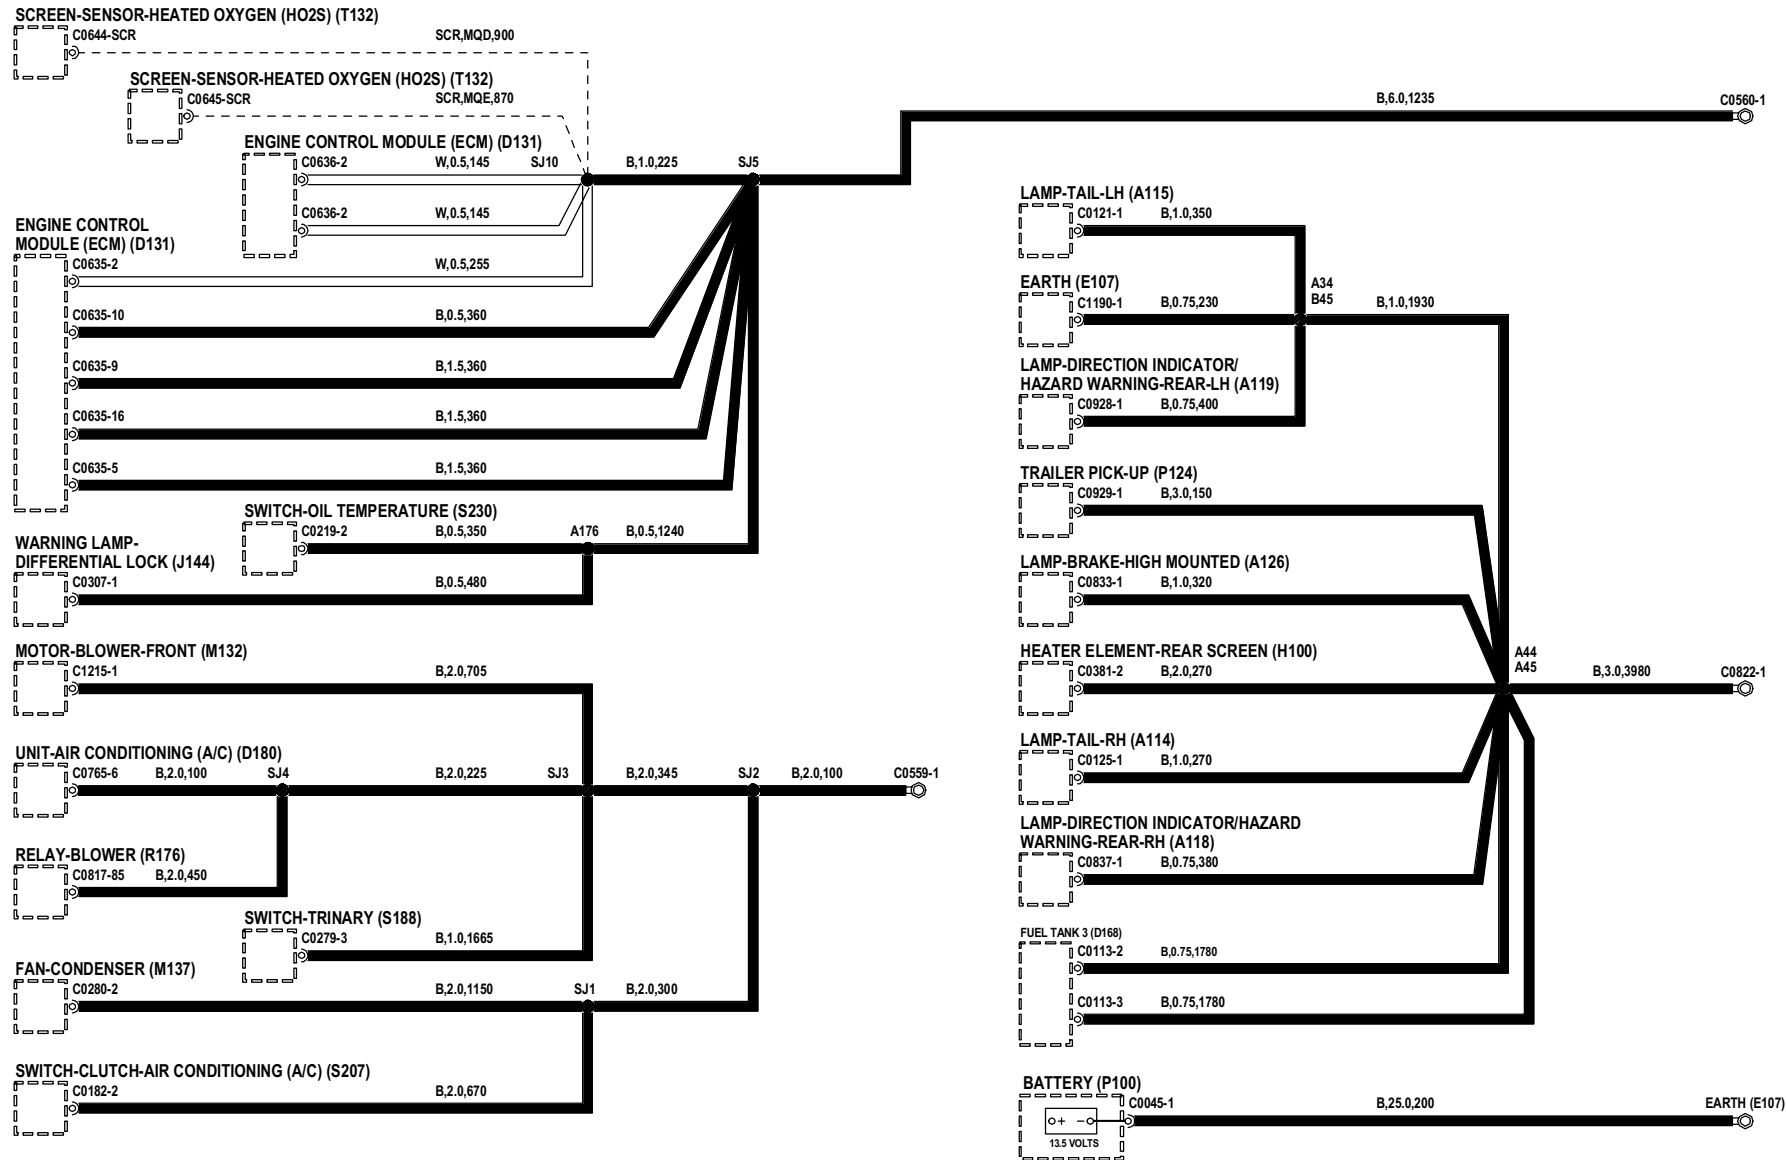 SCREEN-SENSOR-HEATED OXYGEN (HO2S) (T132)
C0644-SCR
SCR,MQD,900
SCREEN-SENSOR-HEATED OXYGEN (HO2S) (T132)
C0645-SCR
SCR,MQE,870
ENGINE CONTROL MODULE (ECM) (D131)
C0636-2
W,0.5,145
SJ10
B,1.0,225
SJ5
C0636-2
W,0.5,145
ENGINE CONTROL
MODULE (ECM) (D131)
C0635-2
W,0.5,255
C0635-10
B,0.5,360
C0635-9
B,1.5,360
C0635-16
B,1.5,360
C0635-5
B,1.5,360
SWITCH-OIL TEMPERATURE (S230)
C0219-2
B,0.5,350
A176
B,0.5,1240
WARNING LAMP-
DIFFERENTIAL LOCK (J144)
C0307-1
B,0.5,480
MOTOR-BLOWER-FRONT (M132)
C1215-1
B,2.0,705
UNIT-AIR CONDITIONING (A/C) (D180)
C0765-6
B,2.0,100
SJ4
B,2.0,225
SJ3
B,2.0,345
SJ2
B,2.0,100
C0559-1
RELAY-BLOWER (R176)
C0817-85
B,2.0,450
SWITCH-TRINARY (S188)
C0279-3
B,1.0,1665
FAN-CONDENSER (M137)
C0280-2
B,2.0,1150
SJ1
B,2.0,300
SWITCH-CLUTCH-AIR CONDITIONING (A/C) (S207)
C0182-2
B,2.0,670
B,6.0,1235
C0560-1
LAMP-TAIL-LH (A115)
C0121-1
B,1.0,350
EARTH (E107)
C1190-1
B,0.75,230
A34
B45
B,1.0,1930
LAMP-DIRECTION INDICATOR/
HAZARD WARNING-REAR-LH (A119)
C0928-1
B,0.75,400
TRAILER PICK-UP (P124)
C0929-1
B,3.0,150
LAMP-BRAKE-HIGH MOUNTED (A126)
C0833-1
B,1.0,320
HEATER ELEMENT-REAR SCREEN (H100)
C0381-2
B,2.0,270
A44
A45
B,3.0,3980
C0822-1
LAMP-TAIL-RH (A114)
C0125-1
B,1.0,270
LAMP-DIRECTION INDICATOR/HAZARD
WARNING-REAR-RH (A118)
C0837-1
B,0.75,380
FUEL TANK 3 (D168)
C0113-2
B,0.75,1780
C0113-3
B,0.75,1780
BATTERY (P100)
C0045-1
B,25.0,200
EARTH (E107)
+ −
13.5 VOLTS